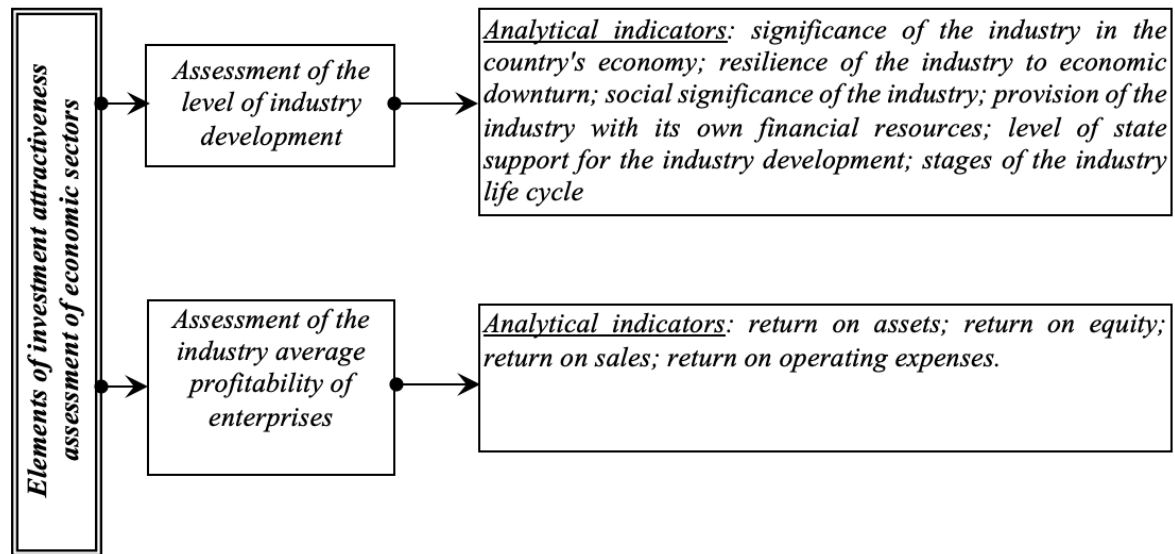 Elements of investment attractiveness
assessment of economic sectors
Assessment of the
level of industry
development
Analytical indicators: significance of the industry in the
country's economy; resilience of the industry to economic
downturn; social significance of the industry; provision of the
industry with its own financial resources; level of state
support for the industry development; stages of the industry
life cycle
Assessment of the
industry average
profitability of
enterprises
Analytical indicators: return on assets; return on equity;
return on sales; return on operating expenses.